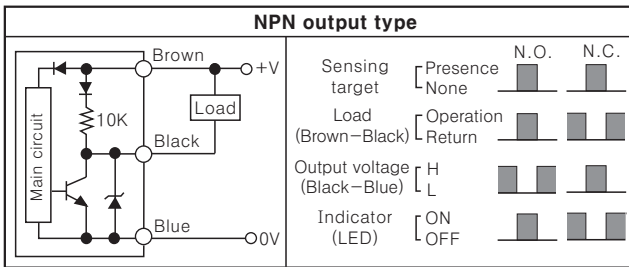 NPN output type
Brown
+V
Load
10K
Black
Main circuit
Blue
0V
N.O. N.C.
Sensing target Presence None
Load (Brown−Black) Operation Return
Output voltage (Black−Blue) H L
Indicator (LED) ON OFF